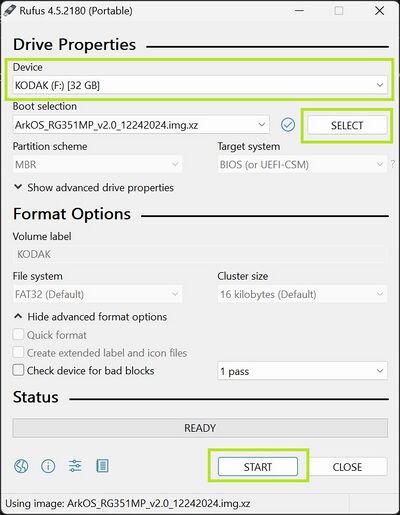 Rufus 4.5.2180 (Portable)
Drive Properties
Device
KODAK (F:) [32 GB]
Boot selection
ArkOS_RG351MP_v2.0_12242024.img.xz
SELECT
Partition scheme
Target system
MBR
BIOS (or UEFI-CSM)
?
Show advanced drive properties
Format Options
Volume label
KODAK
File system
Cluster size
FAT32 (Default)
16 kilobytes (Default)
Hide advanced format options
Quick format
Create extended label and icon files
Check device for bad blocks
1 pass
Status
READY
START
CLOSE
Using image: ArkOS_RG351MP_v2.0_12242024.img.xz